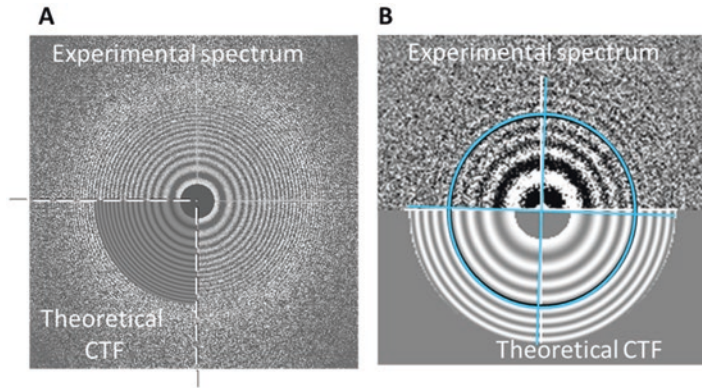 A
B
Experimental spectrum
Experimental spectrum
Theoretical
CTF
Theoretical CTF